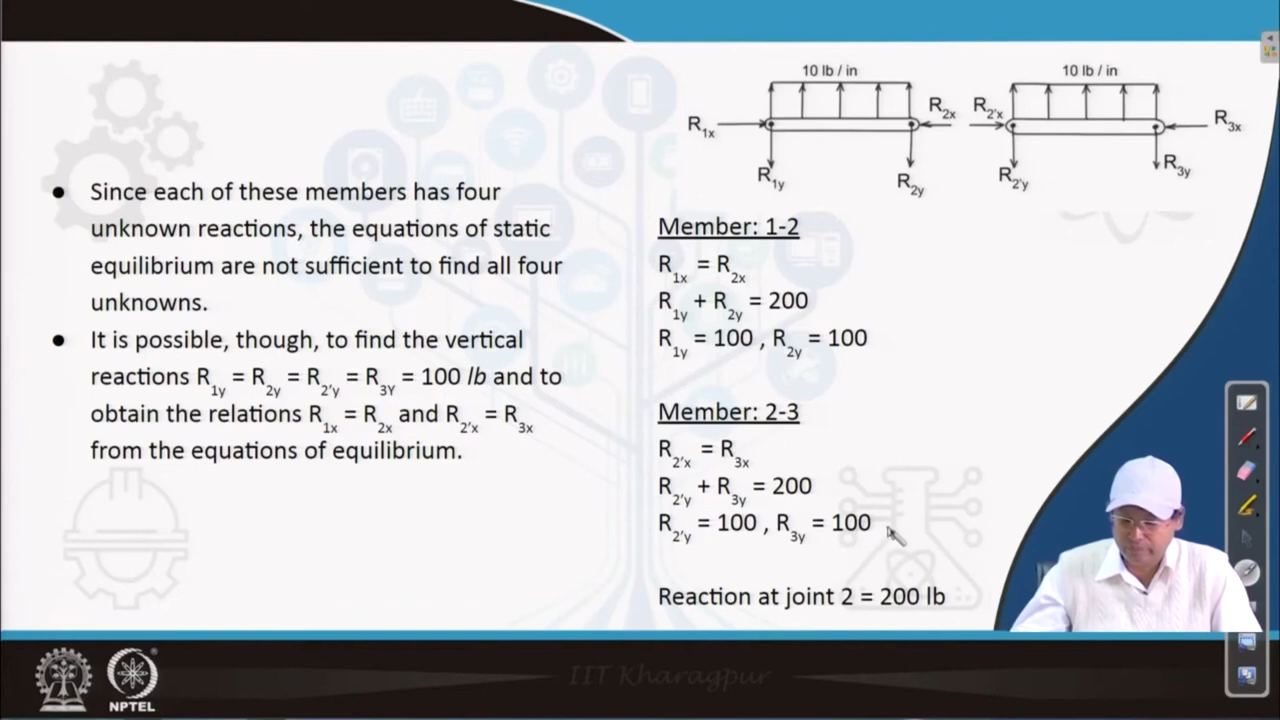 10 lb / in
10 lb / in
R1x
R2x
R2'x
R3x
R1y
R2y
R2'y
R3y
● Since each of these members has four
unknown reactions, the equations of static
equilibrium are not sufficient to find all four
unknowns.
● It is possible, though, to find the vertical
reactions R1y = R2y = R2'y = R3Y = 100 lb and to
obtain the relations R1x = R2x and R2'x = R3x
from the equations of equilibrium.
Member: 1-2
R1x = R2x
R1y + R2y = 200
R1y = 100 , R2y = 100
Member: 2-3
R2'x = R3x
R2'y + R3y = 200
R2'y = 100 , R3y = 100
Reaction at joint 2 = 200 lb
NPTEL
IIT Kharagpur